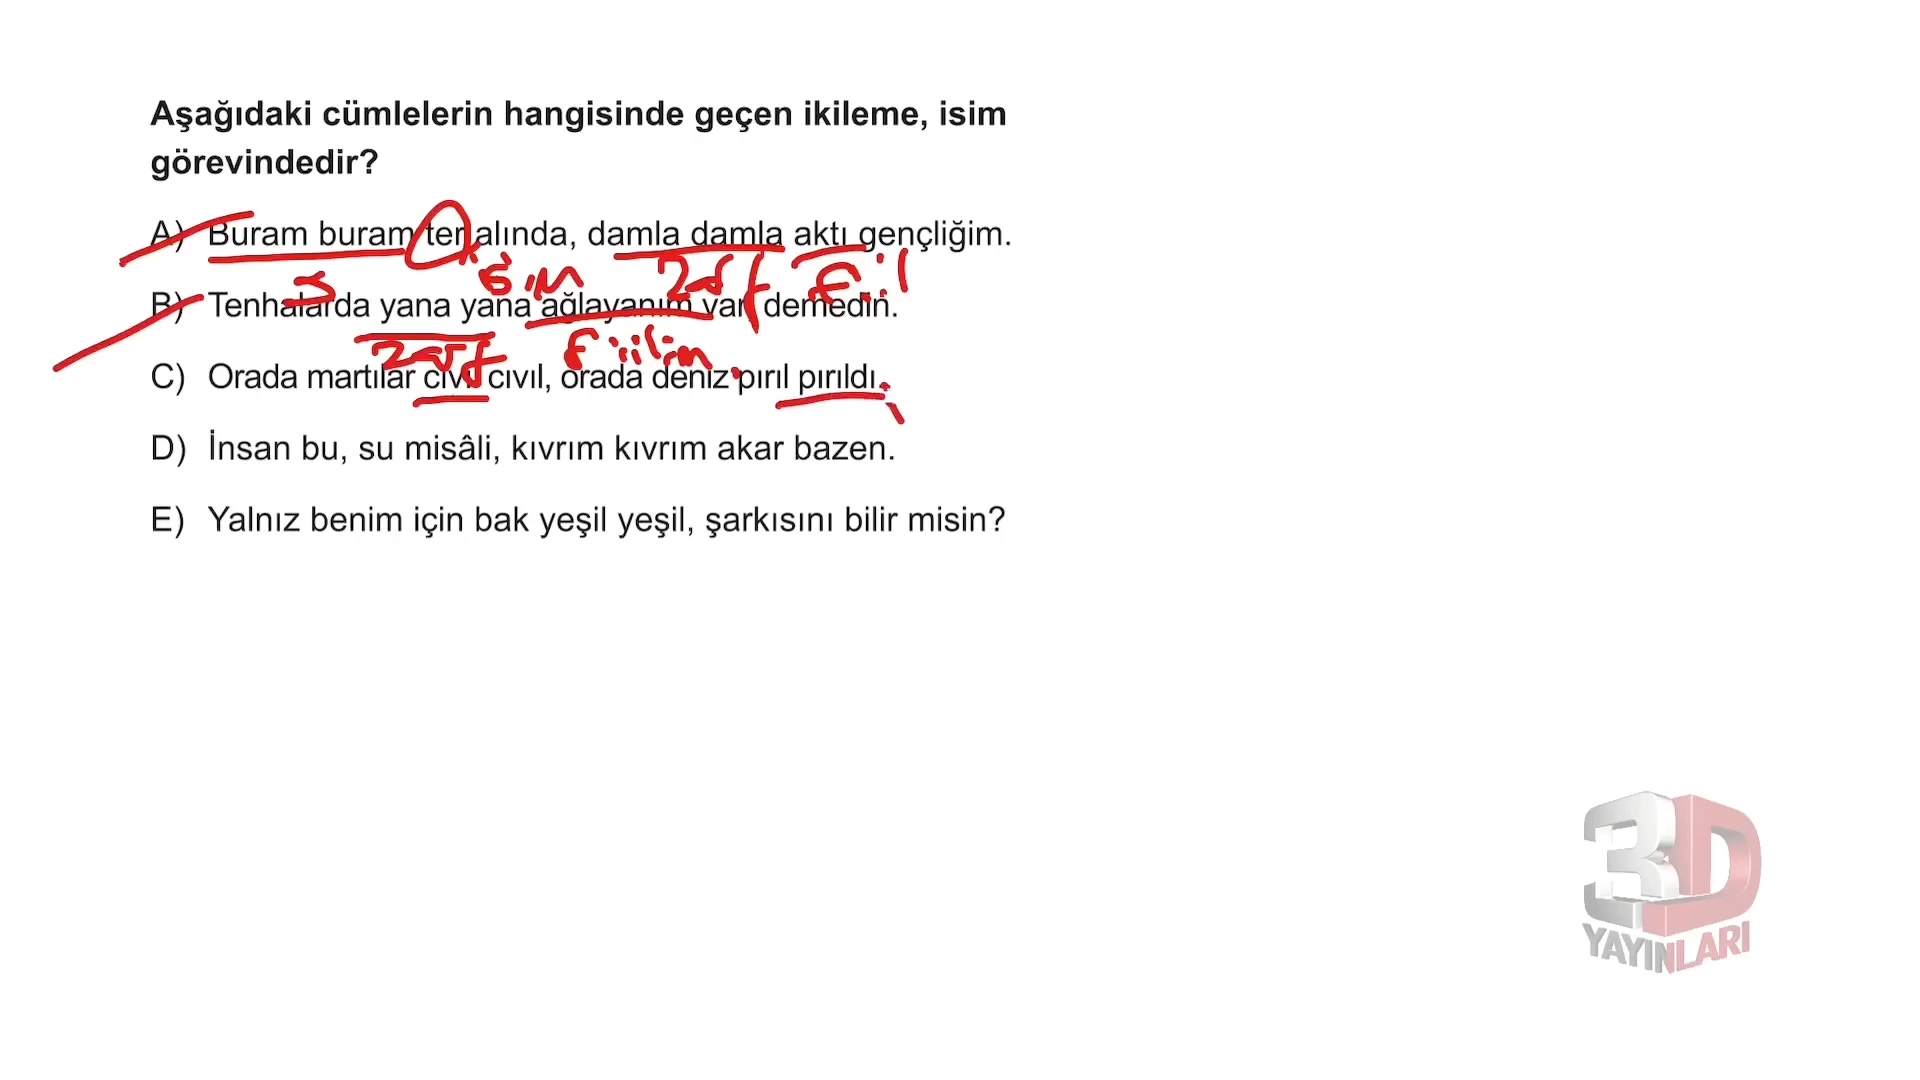 Aşağıdaki cümlelerin hangisinde geçen ikileme, isim
görevindedir?
A) Buram buram ter alında, damla damla aktı gençliğim.
S isim zarf fiil
B) Tenhalarda yana yana ağlayanım var demedin.
zarf fiilim
C) Orada martılar cıvıl cıvıl, orada deniz pırıl pırıldı.
D) İnsan bu, su misâli, kıvrım kıvrım akar bazen.
E) Yalnız benim için bak yeşil yeşil, şarkısını bilir misin?
3D
YAYINLARI